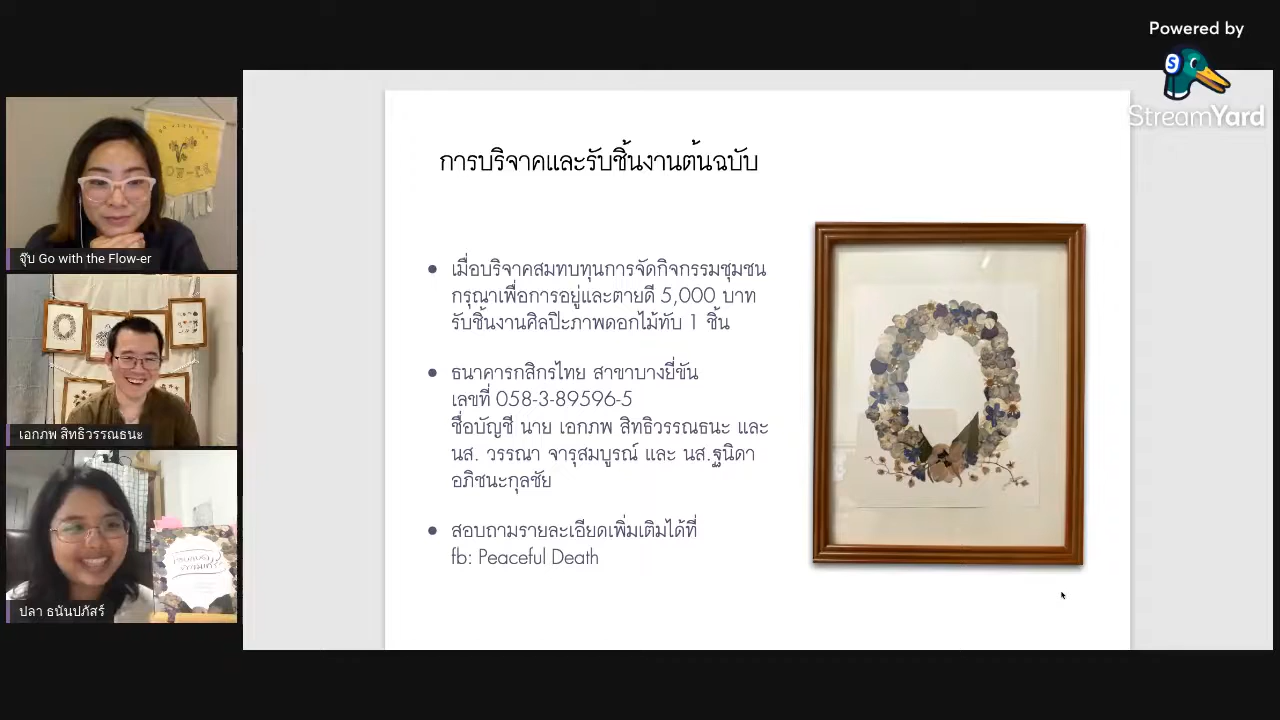 Powered by
StreamYard
การบริจาคและรับชิ้นงานต้นฉบับ
เมื่อบริจาคสมทบทุนการจัดกิจกรรมชุมชน
กรุณาเพื่อการอยู่และตายดี 5,000 บาท
รับชิ้นงานศิลปะภาพดอกไม้ทับ 1 ชิ้น
ธนาคารกสิกรไทย สาขาบางยี่ขัน
เลขที่ 058-3-89596-5
ชื่อบัญชี นาย เอกภพ สิทธิวรรณธนะ และ
นส. วรรณา จารุสมบูรณ์ และ นส.ฐนิดา
อภิชนะกุลชัย
สอบถามรายละเอียดเพิ่มเติมได้ที่
fb: Peaceful Death
จุ๊บ Go with the Flow-er
เอกภพ สิทธิวรรณธนะ
ปลา ธนันปภัสร์